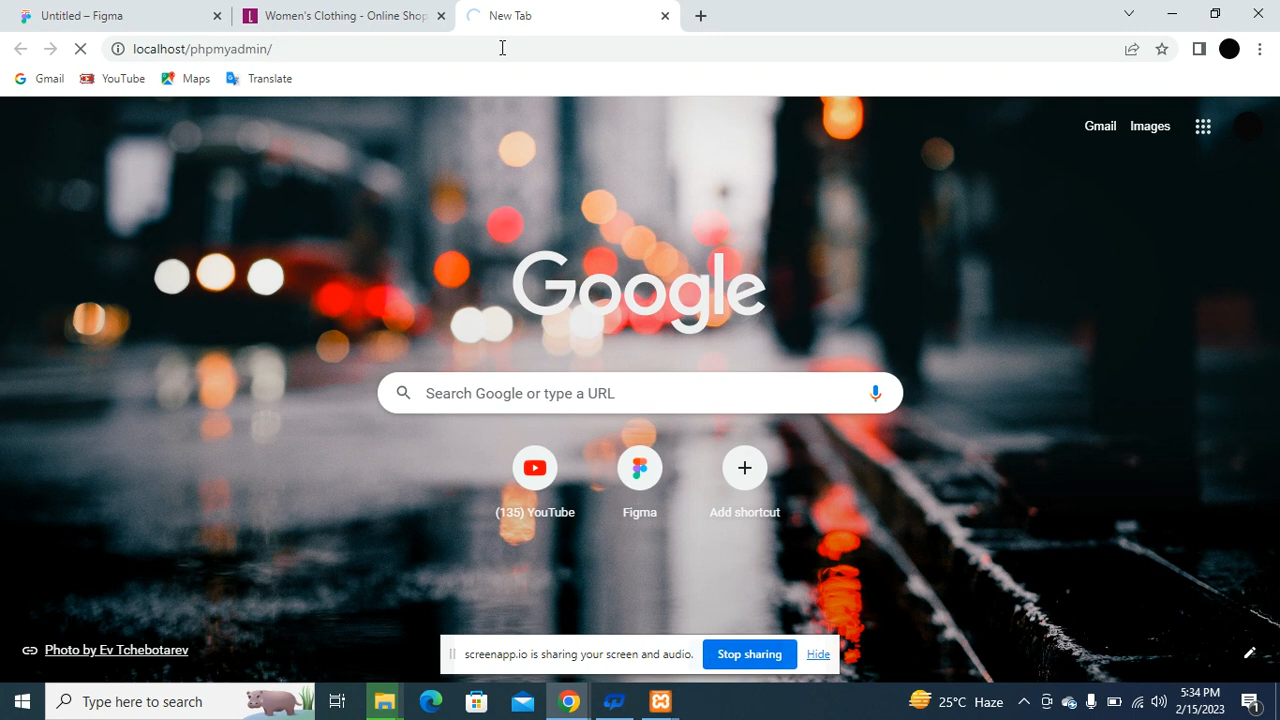 Untitled – Figma
Women's Clothing - Online Shop
New Tab
localhost/phpmyadmin/
Gmail
YouTube
Maps
Translate
Gmail
Images
Google
Search Google or type a URL
(135) YouTube
Figma
Add shortcut
Photo by Ev Tchebotarev
screenapp.io is sharing your screen and audio.
Stop sharing
Hide
Type here to search
25°C Haze
5:34 PM
2/15/2023
1